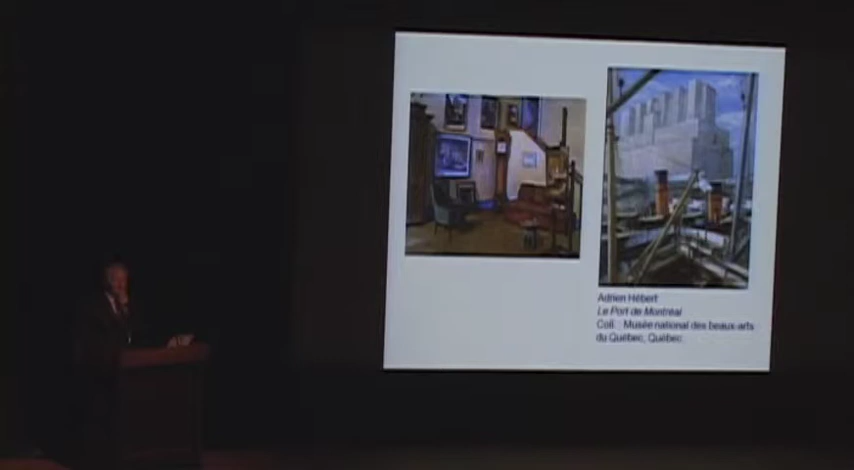 Adrien Hébert
Le Port de Montréal
Coll. : Musée national des beaux-arts
du Québec, Québec